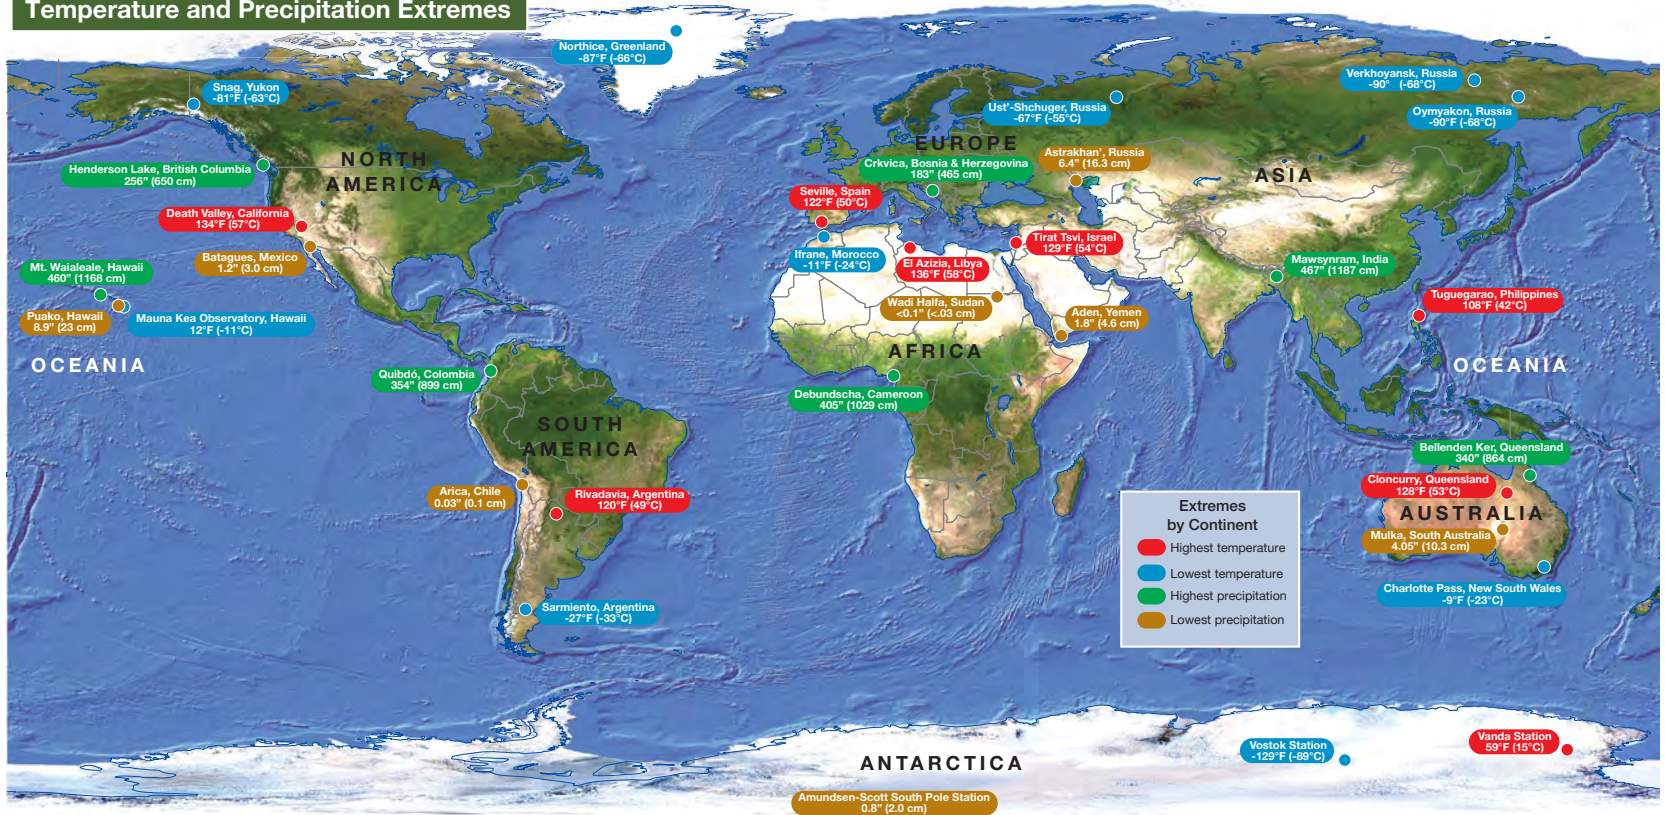 Temperature and Precipitation Extremes
Northice, Greenland
-87°F (-66°C)
Snag, Yukon
-81°F (-63°C)
Verkhoyansk, Russia
-90° (-68°C)
Ust'-Shchuger, Russia
-67°F (-55°C)
Oymyakon, Russia
-90°F (-68°C)
EUROPE
NORTH
AMERICA
Astrakhan', Russia
6.4” (16.3 cm)
Crkvica, Bosnia & Herzegovina
183” (465 cm)
Henderson Lake, British Columbia
256” (650 cm)
ASIA
Seville, Spain
122°F (50°C)
Death Valley, California
134°F (57°C)
Tirat Tsvi, Israel
129°F (54°C)
Batagues, Mexico
1.2” (3.0 cm)
Ifrane, Morocco
-11°F (-24°C)
El Azizia, Libya
136°F (58°C)
Mawsynram, India
467” (1187 cm)
Mt. Waialeale, Hawaii
460” (1168 cm)
Tuguegarao, Philippines
108°F (42°C)
Wadi Halfa, Sudan
<0.1” (<.03 cm)
Puako, Hawaii
8.9” (23 cm)
Mauna Kea Observatory, Hawaii
12°F (-11°C)
Aden, Yemen
1.8” (4.6 cm)
AFRICA
OCEANIA
OCEANIA
Quibdó, Colombia
354” (899 cm)
Debundscha, Cameroon
405” (1029 cm)
SOUTH
AMERICA
Bellenden Ker, Queensland
340” (864 cm)
Cloncurry, Queensland
128°F (53°C)
Arica, Chile
0.03” (0.1 cm)
Rivadavia, Argentina
120°F (49°C)
AUSTRALIA
Mulka, South Australia
4.05” (10.3 cm)
Extremes
by Continent
Highest temperature
Lowest temperature
Highest precipitation
Lowest precipitation
Charlotte Pass, New South Wales
-9°F (-23°C)
Sarmiento, Argentina
-27°F (-33°C)
Vanda Station
59°F (15°C)
Vostok Station
-129°F (-89°C)
ANTARCTICA
Amundsen-Scott South Pole Station
0.8” (2.0 cm)